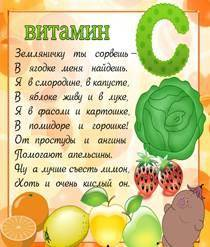 ВИТАМИН
С
Земляничку ты сорвешь –
В ягодке меня найдешь.
Я в смородине, в капусте,
В яблоке живу и в луке,
Я в фасоли и картошке,
В помидоре и горошке!
От простуды и ангины
Помогают апельсины.
Ну а лучше съесть лимон,
Хоть и очень кислый он.